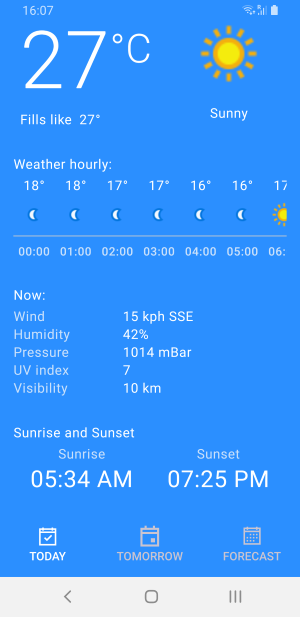 16:07
27°C
Fills like 27°
Sunny
Weather hourly:
18° 18° 17° 17° 16° 16° 17
00:00 01:00 02:00 03:00 04:00 05:00 06:
Now:
Wind 15 kph SSE
Humidity 42%
Pressure 1014 mBar
UV index 7
Visibility 10 km
Sunrise and Sunset
Sunrise Sunset
05:34 AM 07:25 PM
TODAY TOMORROW FORECAST